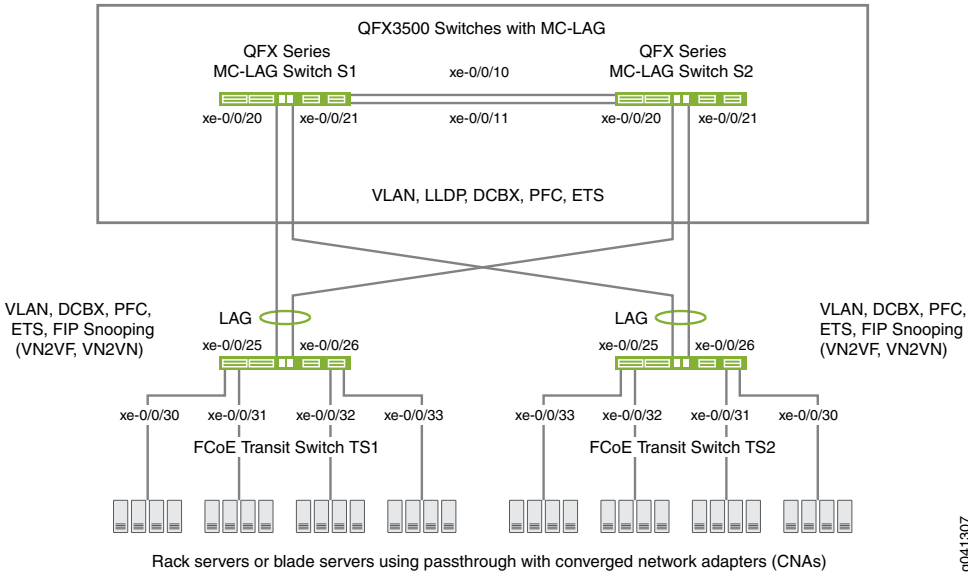 QFX3500 Switches with MC-LAG
QFX Series
MC-LAG Switch S1
xe-0/0/10
QFX Series
MC-LAG Switch S2
xe-0/0/20
xe-0/0/21
xe-0/0/11
xe-0/0/20
xe-0/0/21
VLAN, LLDP, DCBX, PFC, ETS
VLAN, DCBX, PFC,
ETS, FIP Snooping
(VN2VF, VN2VN)
LAG
LAG
VLAN, DCBX, PFC,
ETS, FIP Snooping
(VN2VF, VN2VN)
xe-0/0/25
xe-0/0/26
xe-0/0/25
xe-0/0/26
xe-0/0/30
xe-0/0/31
xe-0/0/32
xe-0/0/33
xe-0/0/33
xe-0/0/32
xe-0/0/31
xe-0/0/30
FCoE Transit Switch TS1
FCoE Transit Switch TS2
Rack servers or blade servers using passthrough with converged network adapters (CNAs)
g041307